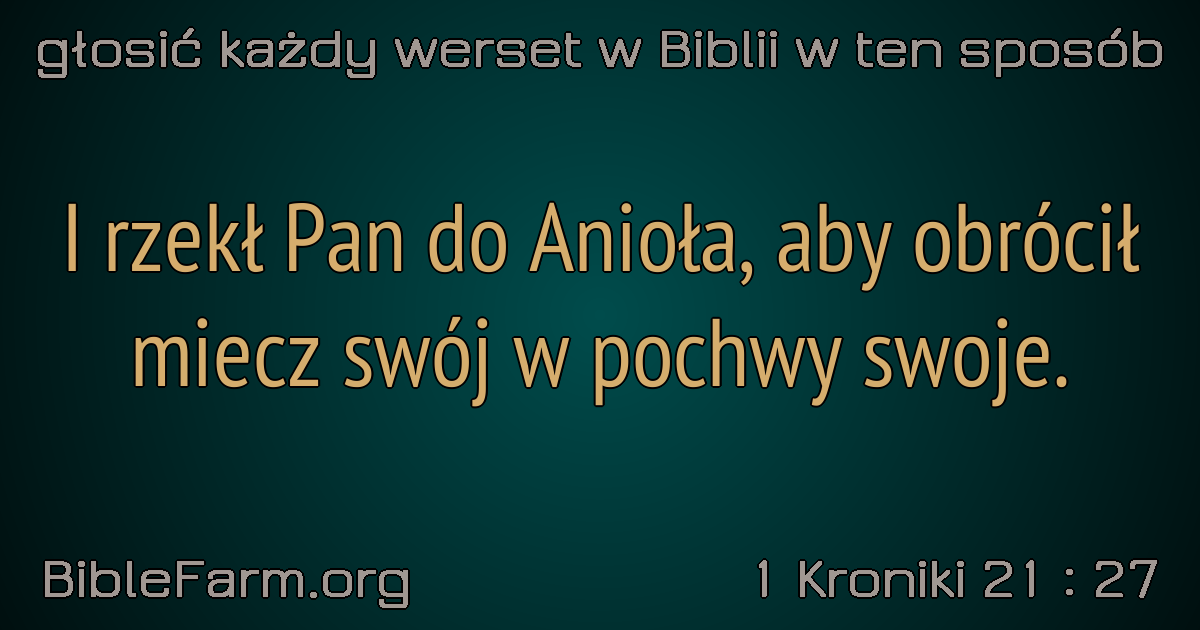 głosić każdy werset w Biblii w ten sposób
I rzekł Pan do Anioła, aby obrócił
miecz swój w pochwy swoje.
BibleFarm.org
1 Kroniki 21 : 27